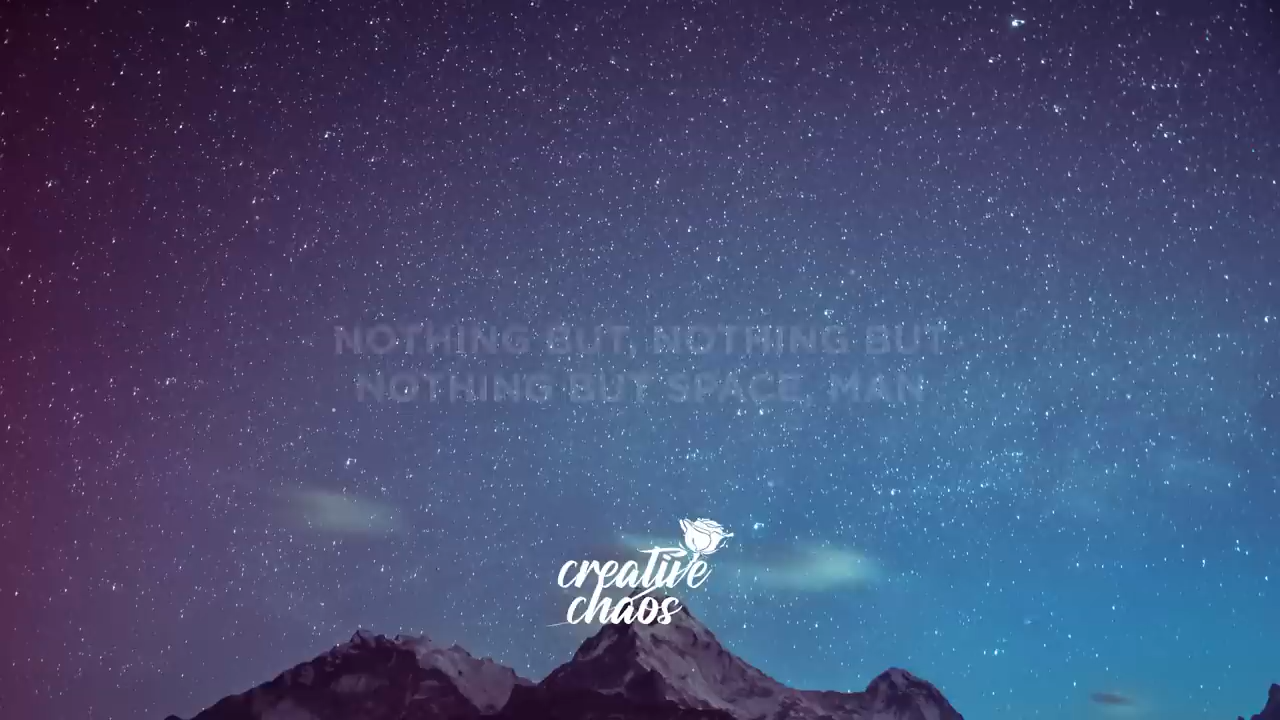 NOTHING BUT, NOTHING BUT
NOTHING BUT SPACE, MAN
creative
chaos